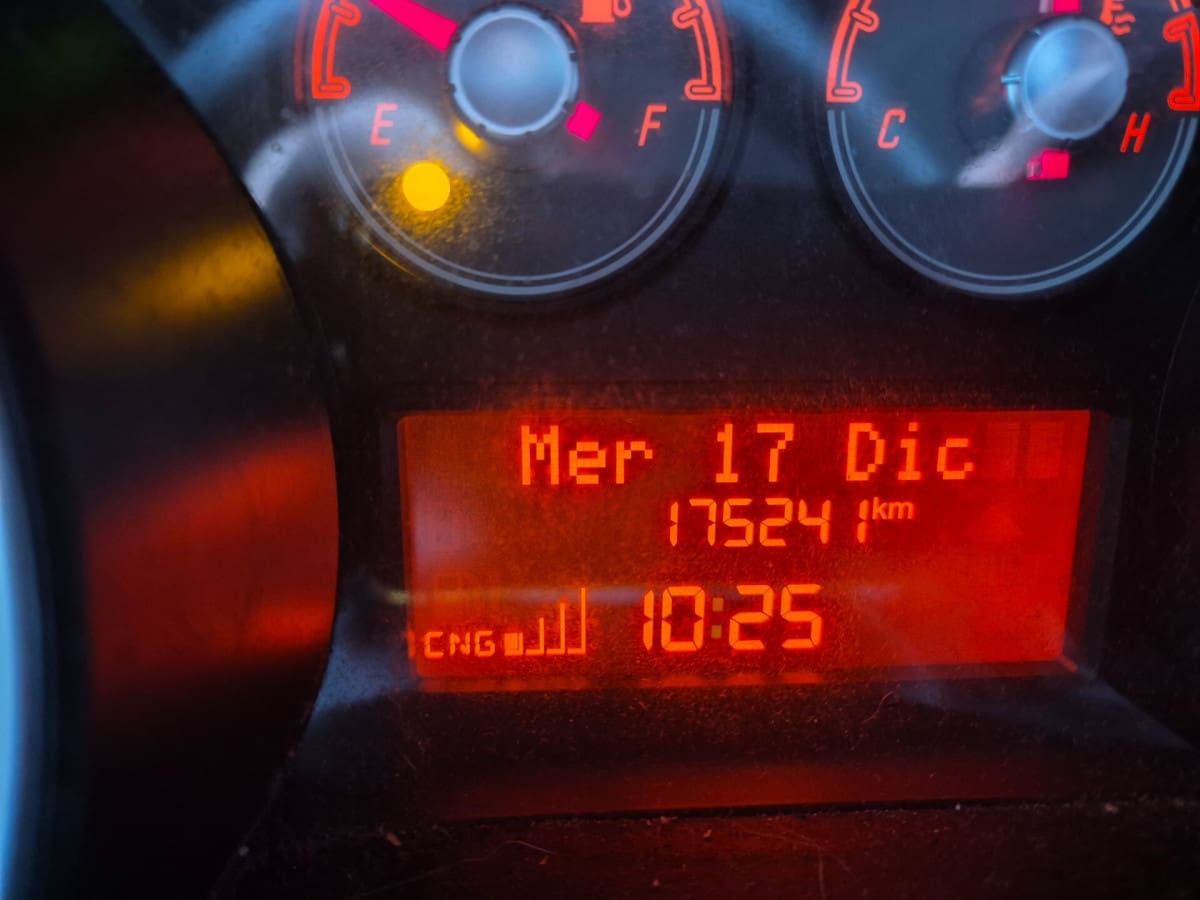 E F
C H
Mer 17 Dic
175241 km
CNG 10:25